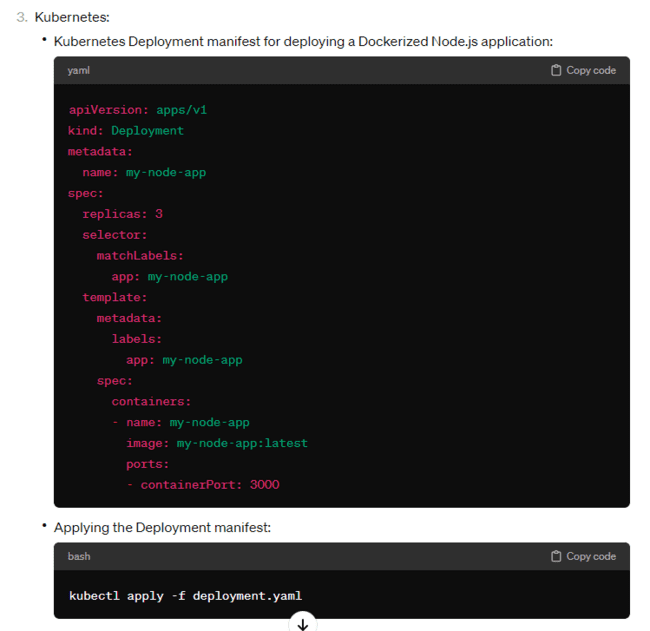 3. Kubernetes:
• Kubernetes Deployment manifest for deploying a Dockerized Node.js application:
yaml Copy code
apiVersion: apps/v1
kind: Deployment
metadata:
  name: my-node-app
spec:
  replicas: 3
  selector:
    matchLabels:
      app: my-node-app
  template:
    metadata:
      labels:
        app: my-node-app
    spec:
      containers:
      - name: my-node-app
        image: my-node-app:latest
        ports:
        - containerPort: 3000
• Applying the Deployment manifest:
bash Copy code
kubectl apply -f deployment.yaml